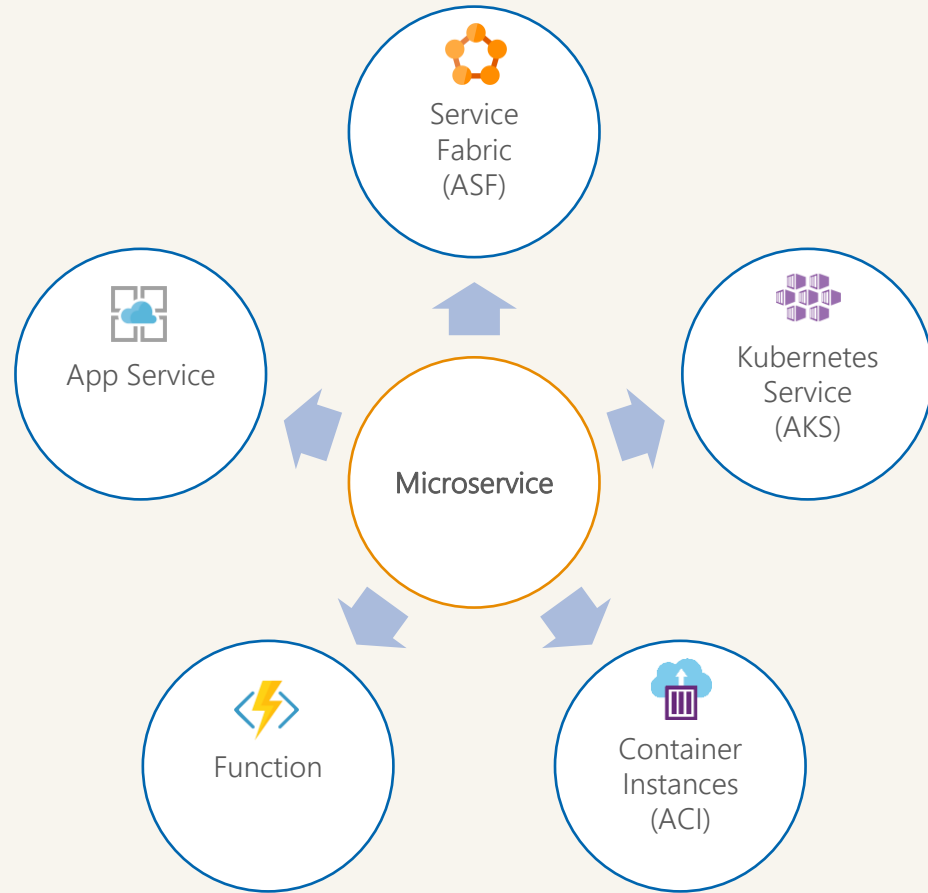 Service
Fabric
(ASF)
App Service
Kubernetes
Service
(AKS)
Microservice
Function
Container
Instances
(ACI)